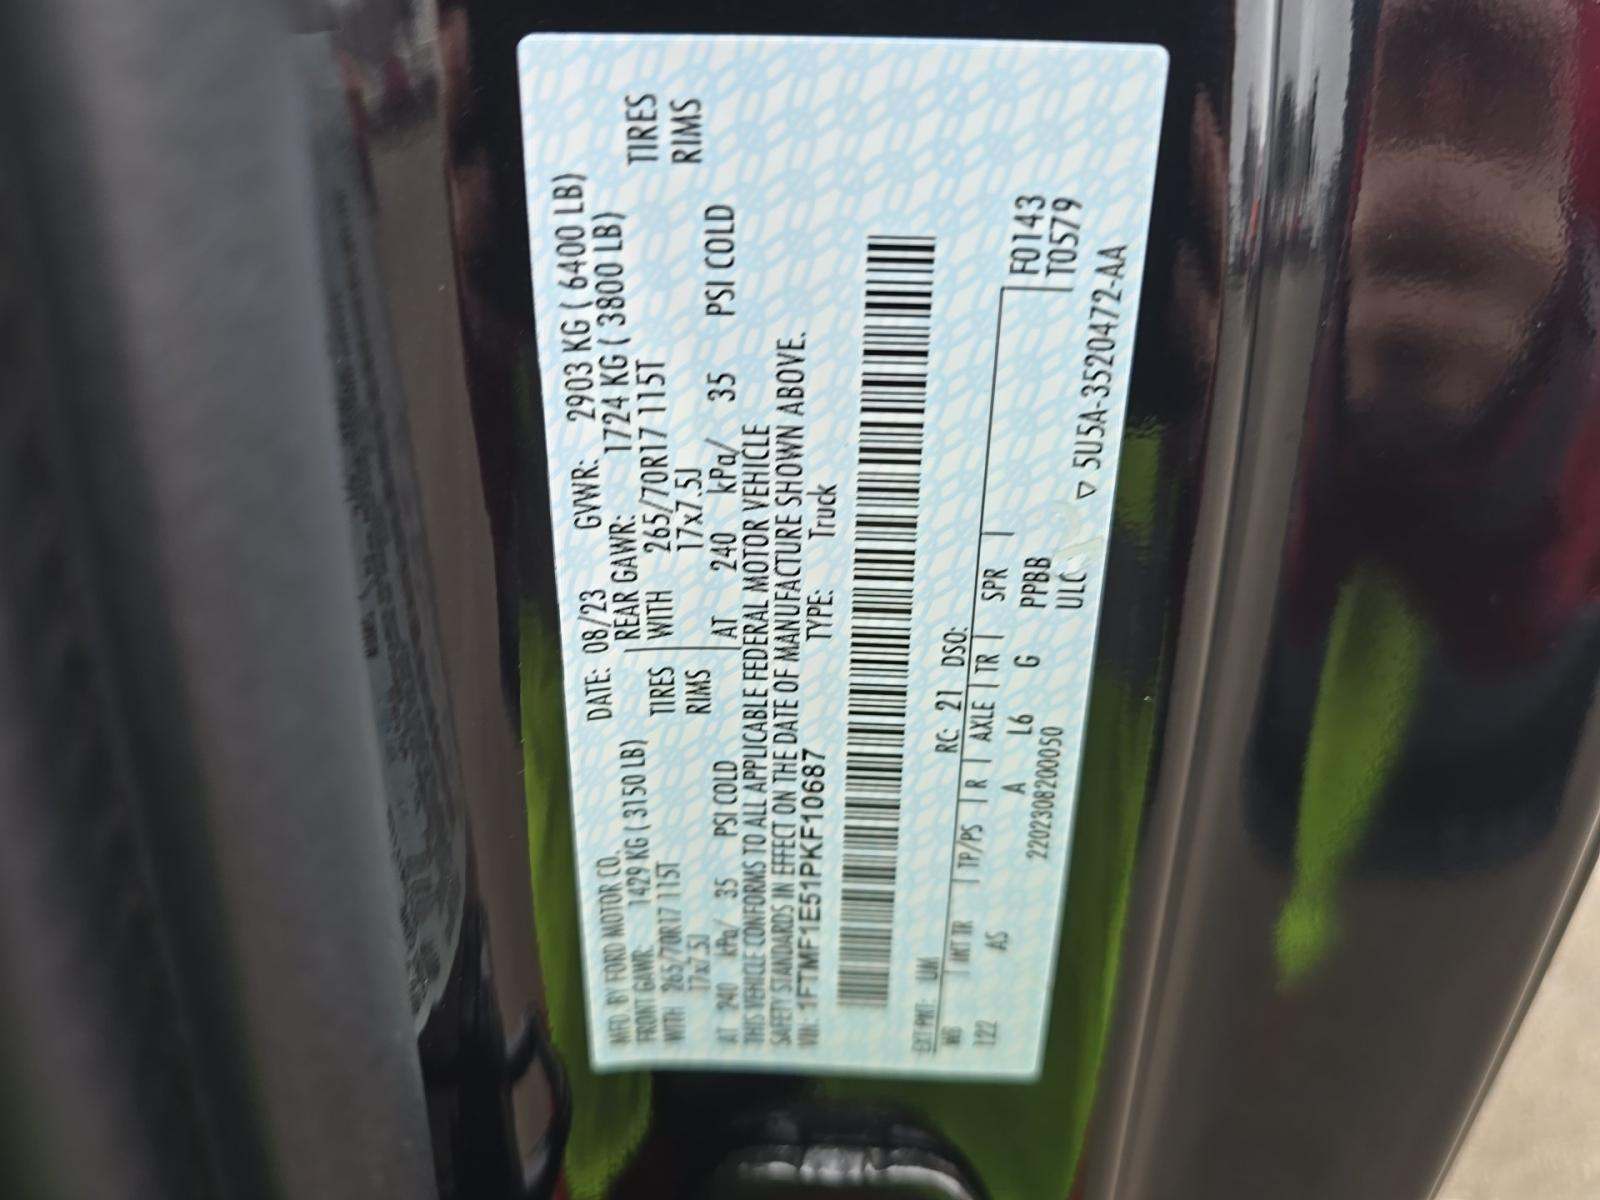 MFD. BY FORD MOTOR CO.
DATE: 08/23 GVWR: 2903 KG ( 6400 LB)
FRONT GAWR: 1429 KG ( 3150 LB) REAR GAWR: 1724 KG ( 3800 LB)
WITH 265/70R17 115T TIRES WITH 265/70R17 115T TIRES
17x7.5J RIMS 17x7.5J RIMS
AT 240 kPa/ 35 PSI COLD AT 240 kPa/ 35 PSI COLD
THIS VEHICLE CONFORMS TO ALL APPLICABLE FEDERAL MOTOR VEHICLE
SAFETY STANDARDS IN EFFECT ON THE DATE OF MANUFACTURE SHOWN ABOVE.
VIN: 1FTMF1E51PKF10687 TYPE: Truck
EXT PNT: UM RC: 21 DSO:
WB INT TR TP/PS R AXLE TR SPR F0143
122 AS A L6 G PPBB T0579
2202308200050 ULC ▽ 5U5A-3520472-AA